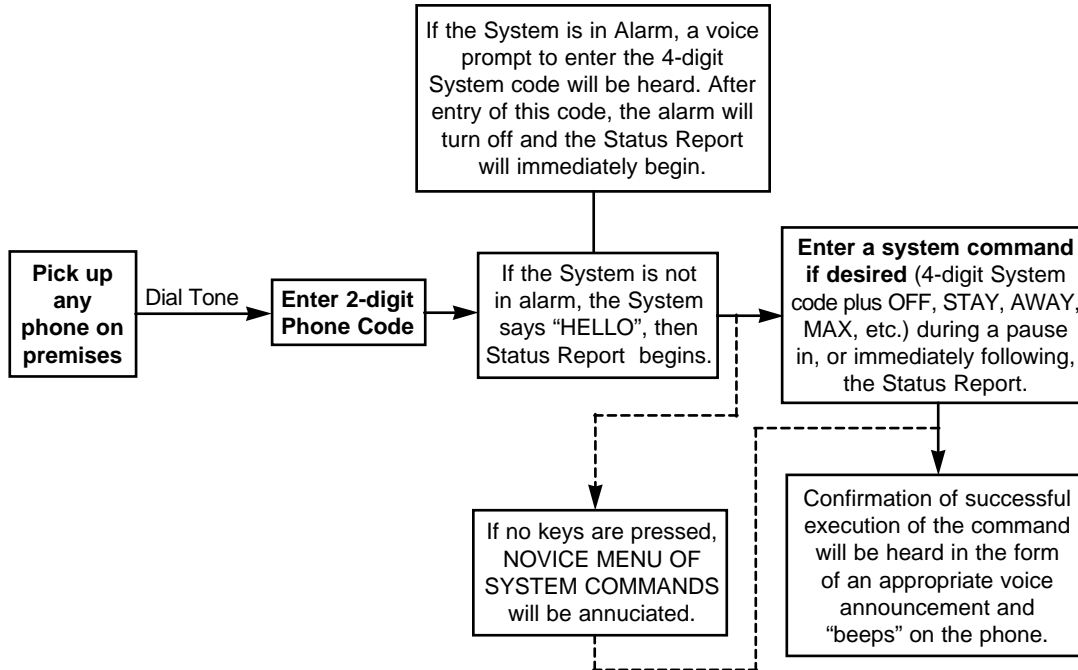 If the System is in Alarm, a voice
prompt to enter the 4-digit
System code will be heard. After
entry of this code, the alarm will
turn off and the Status Report
will immediately begin.
Pick up
any
phone on
premises
Dial Tone
Enter 2-digit
Phone Code
If the System is not
in alarm, the System
says “HELLO”, then
Status Report begins.
Enter a system command
if desired (4-digit System
code plus OFF, STAY, AWAY,
MAX, etc.) during a pause
in, or immediately following,
the Status Report.
If no keys are pressed,
NOVICE MENU OF
SYSTEM COMMANDS
will be annuciated.
Confirmation of successful
execution of the command
will be heard in the form
of an appropriate voice
announcement and
“beeps” on the phone.